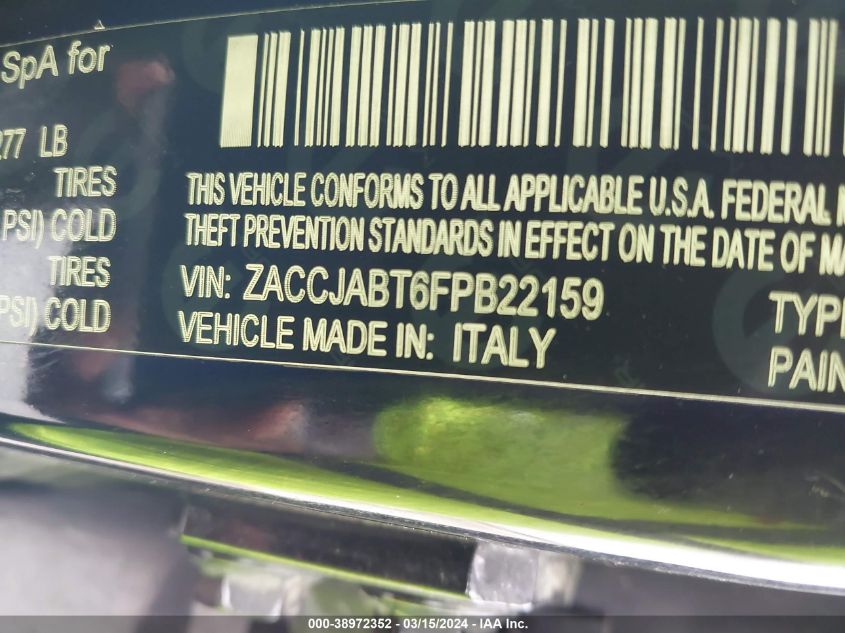 SpA for
277 LB
TIRES
PSI) COLD
TIRES
PSI) COLD
THIS VEHICLE CONFORMS TO ALL APPLICABLE U.S.A. FEDERAL
THEFT PREVENTION STANDARDS IN EFFECT ON THE DATE OF MA
VIN: ZACCJABT6FPB22159
VEHICLE MADE IN: ITALY
TYP
PAIN
000-38972352 - 03/15/2024 - IAA Inc.